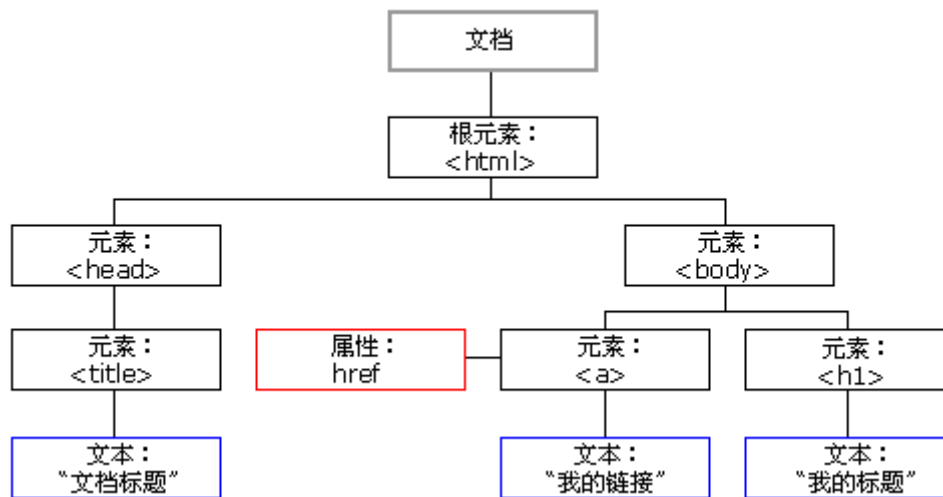 文档
根元素：
<html>
元素：
<head>
元素：
<body>
元素：
<title>
属性：
href
元素：
<a>
元素：
<h1>
文本：
“文档标题”
文本：
“我的链接”
文本：
“我的标题”